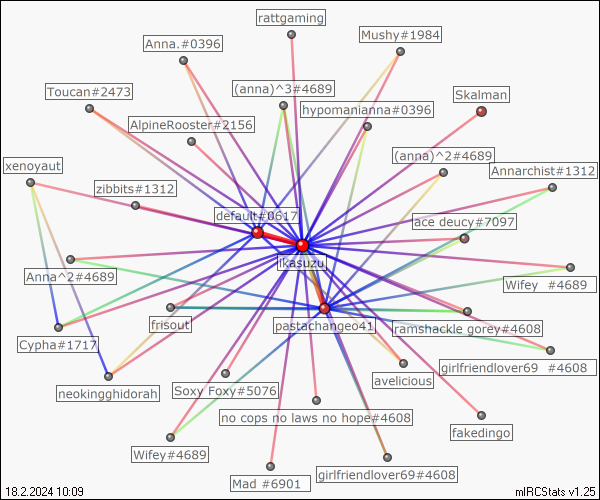 rattgaming
Mushy#1984
Anna.#0396
Toucan#2473
(anna)^3#4689
Skalman
hypomanianna#0396
AlpineRooster#2156
(anna)^2#4689
xenoyaut
Annarchist#1312
zibbits#1312
default#0617
ace deucy#7097
ikasuzu
Anna^2#4689
Wifey #4689
frisout
pastachangeo41
ramshackle gorey#4608
Cypha#1717
girlfriendlover69 #4608
avelicious
neokingghidorah
Soxy Foxy#5076
no cops no laws no hope#4608
fakedingo
Wifey#4689
girlfriendlover69#4608
Mad #6901
18.2.2024 10:09
mIRCStats v1.25